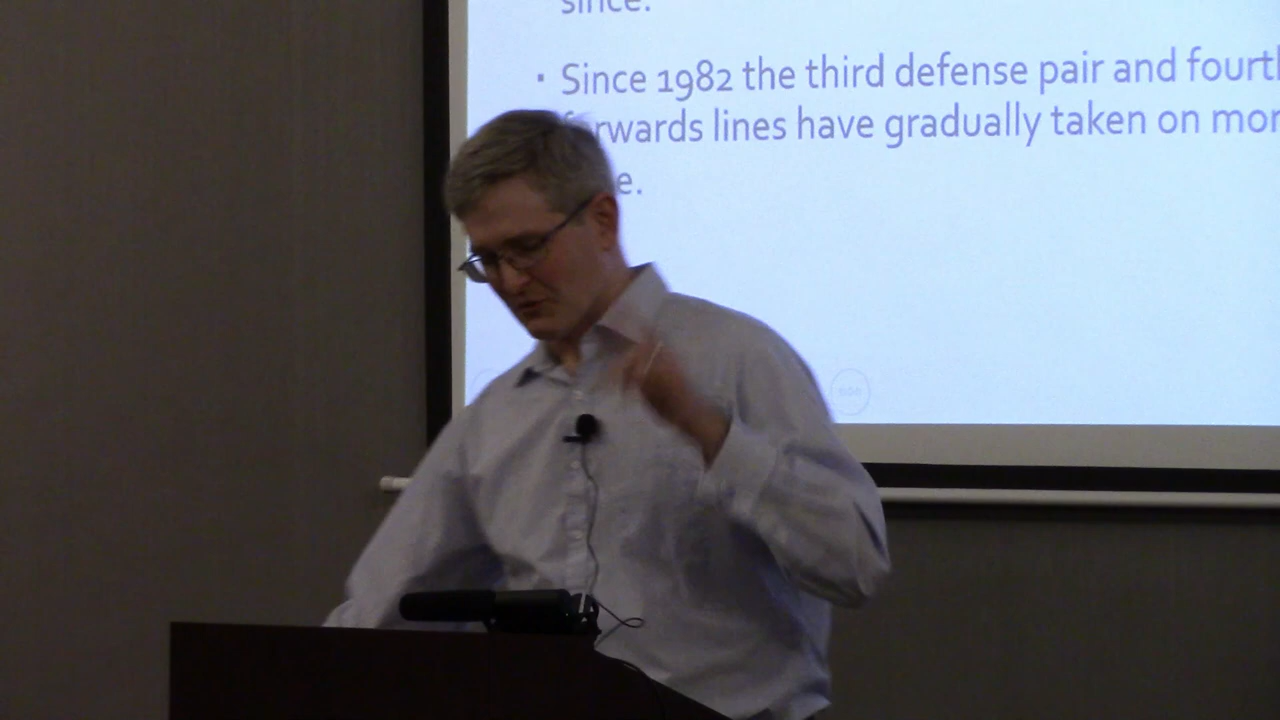 since.
▪ Since 1982 the third defense pair and fourth
forwards lines have gradually taken on mor
e.